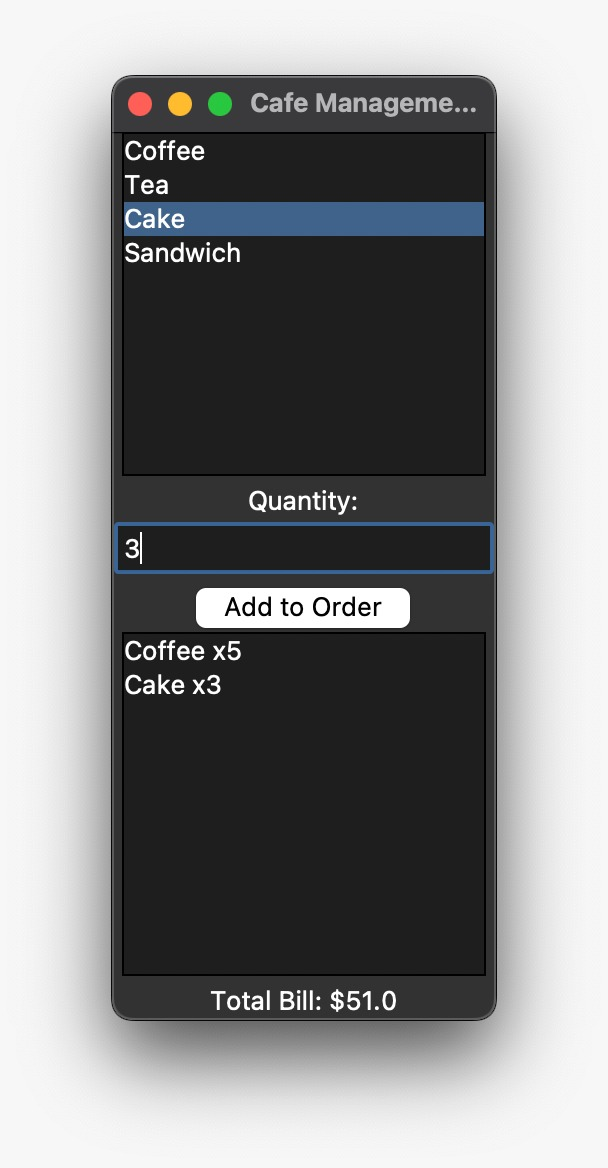 Cafe Manageme...
Coffee
Tea
Cake
Sandwich
Quantity:
3
Add to Order
Coffee x5
Cake x3
Total Bill: $51.0